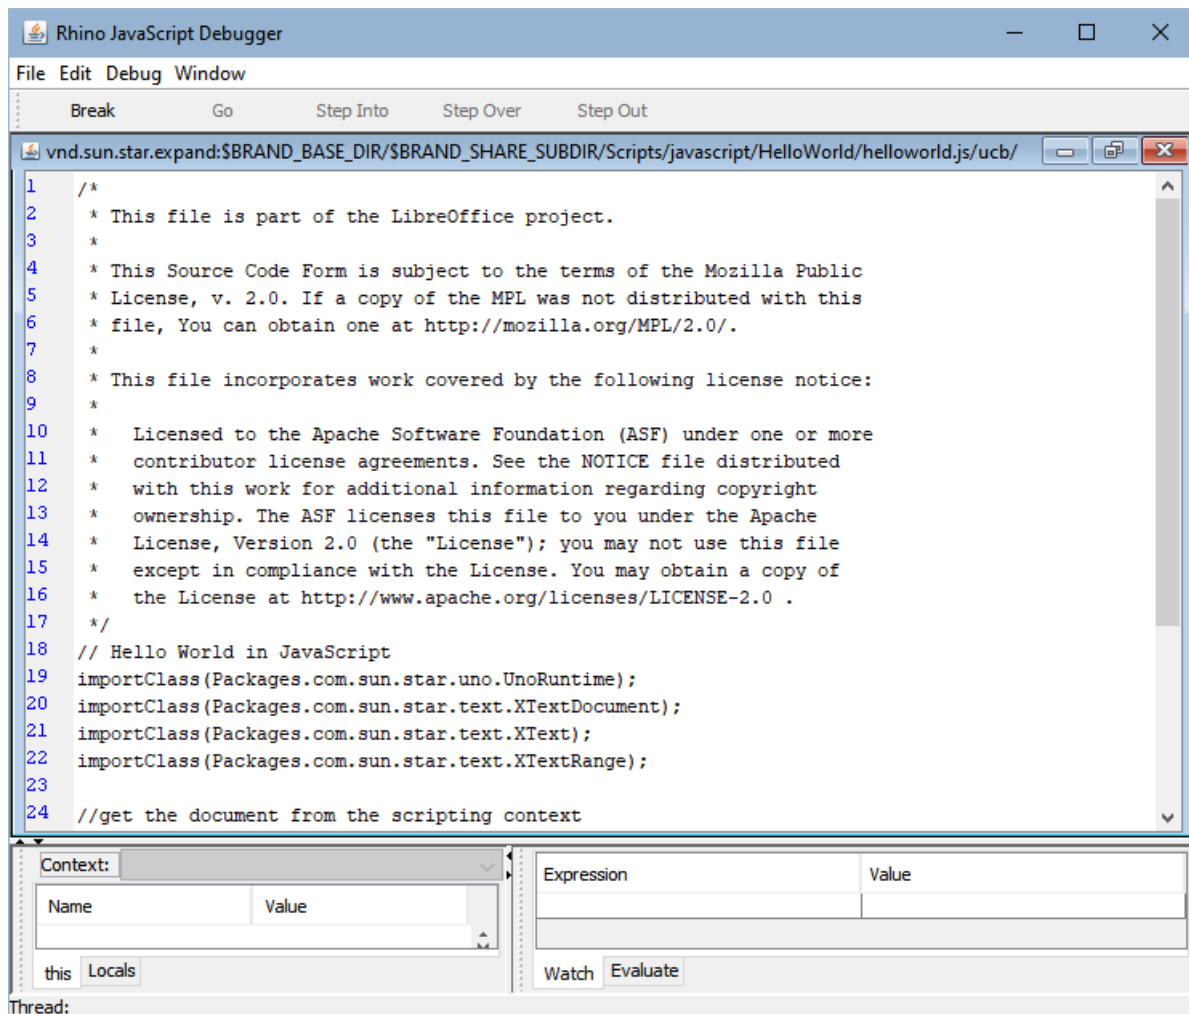 Rhino JavaScript Debugger
File Edit Debug Window
Break Go Step Into Step Over Step Out
vnd.sun.star.expand:$BRAND_BASE_DIR/$BRAND_SHARE_SUBDIR/Scripts/javascript/HelloWorld/helloworld.js/ucb/
1 /*
2  * This file is part of the LibreOffice project.
3  *
4  * This Source Code Form is subject to the terms of the Mozilla Public
5  * License, v. 2.0. If a copy of the MPL was not distributed with this
6  * file, You can obtain one at http://mozilla.org/MPL/2.0/.
7  *
8  * This file incorporates work covered by the following license notice:
9  *
10  *   Licensed to the Apache Software Foundation (ASF) under one or more
11  *   contributor license agreements. See the NOTICE file distributed
12  *   with this work for additional information regarding copyright
13  *   ownership. The ASF licenses this file to you under the Apache
14  *   License, Version 2.0 (the "License"); you may not use this file
15  *   except in compliance with the License. You may obtain a copy of
16  *   the License at http://www.apache.org/licenses/LICENSE-2.0 .
17  */
18 // Hello World in JavaScript
19 importClass(Packages.com.sun.star.uno.UnoRuntime);
20 importClass(Packages.com.sun.star.text.XTextDocument);
21 importClass(Packages.com.sun.star.text.XText);
22 importClass(Packages.com.sun.star.text.XTextRange);
23
24 //get the document from the scripting context
Context:
Name Value
this Locals
Expression Value
Watch Evaluate
Thread: